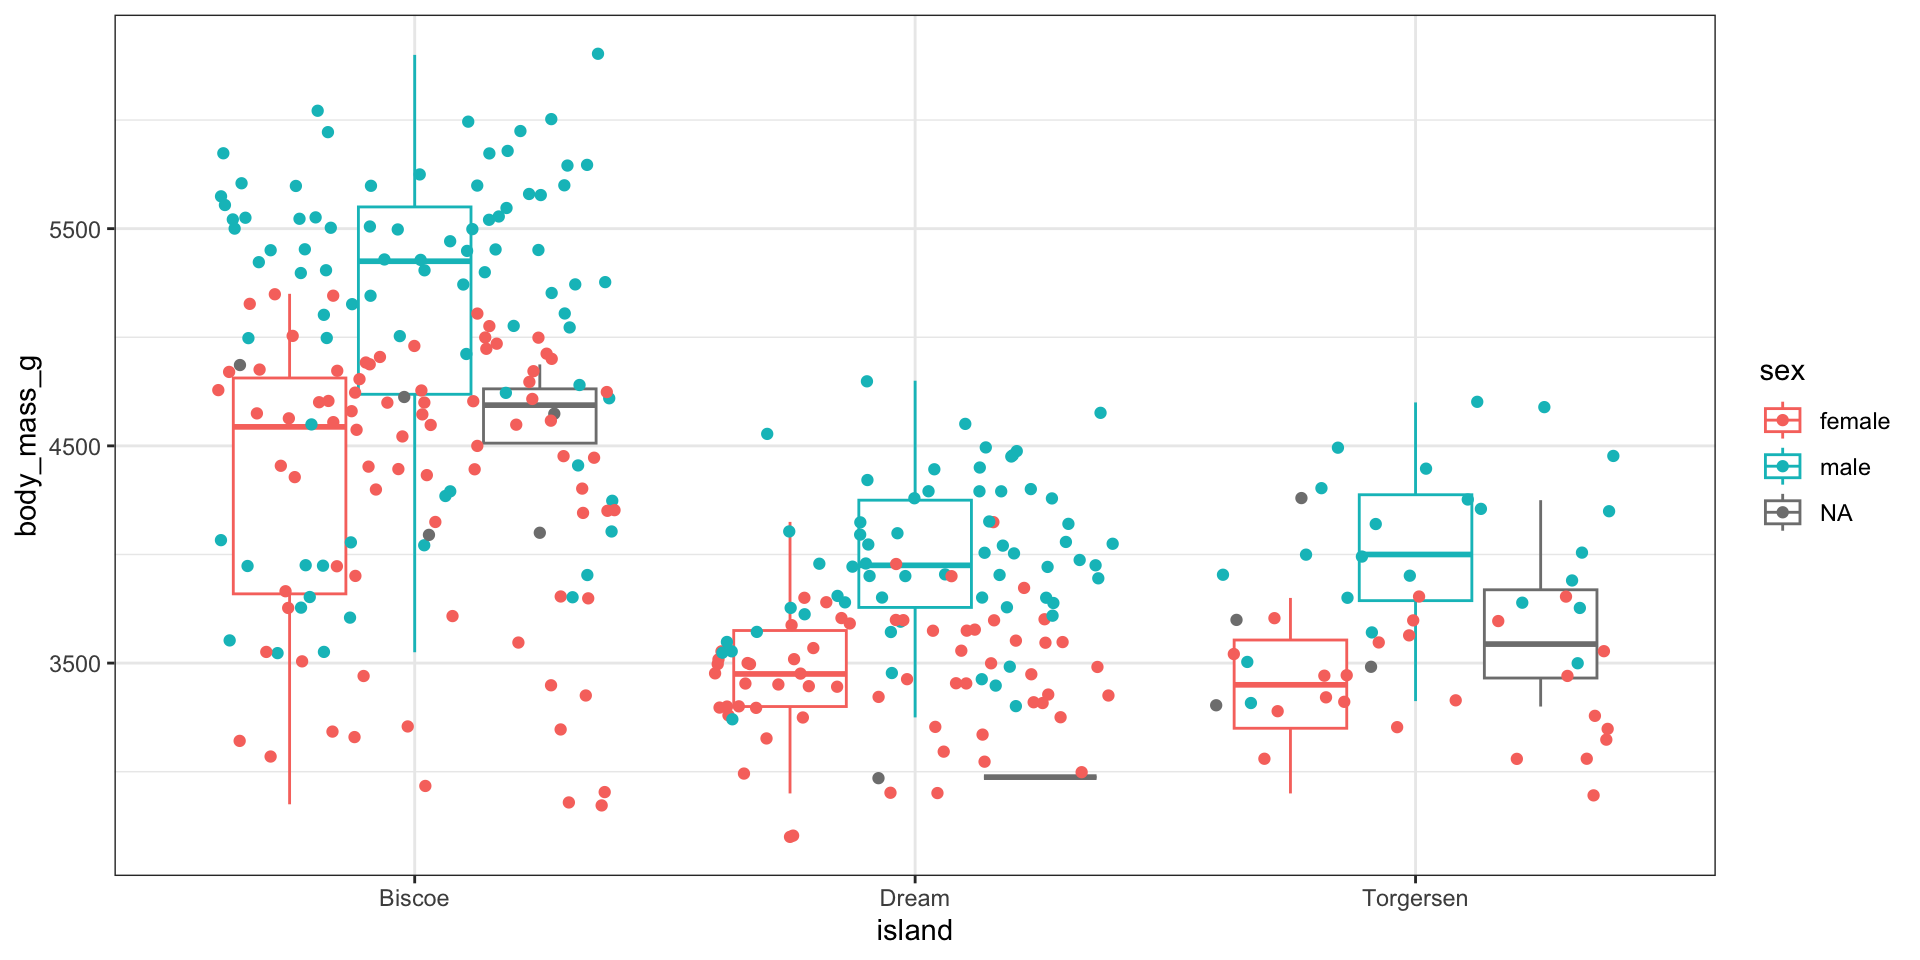 body_mass_g
5500
4500
3500
Biscoe
Dream
Torgersen
island
sex
female
male
NA